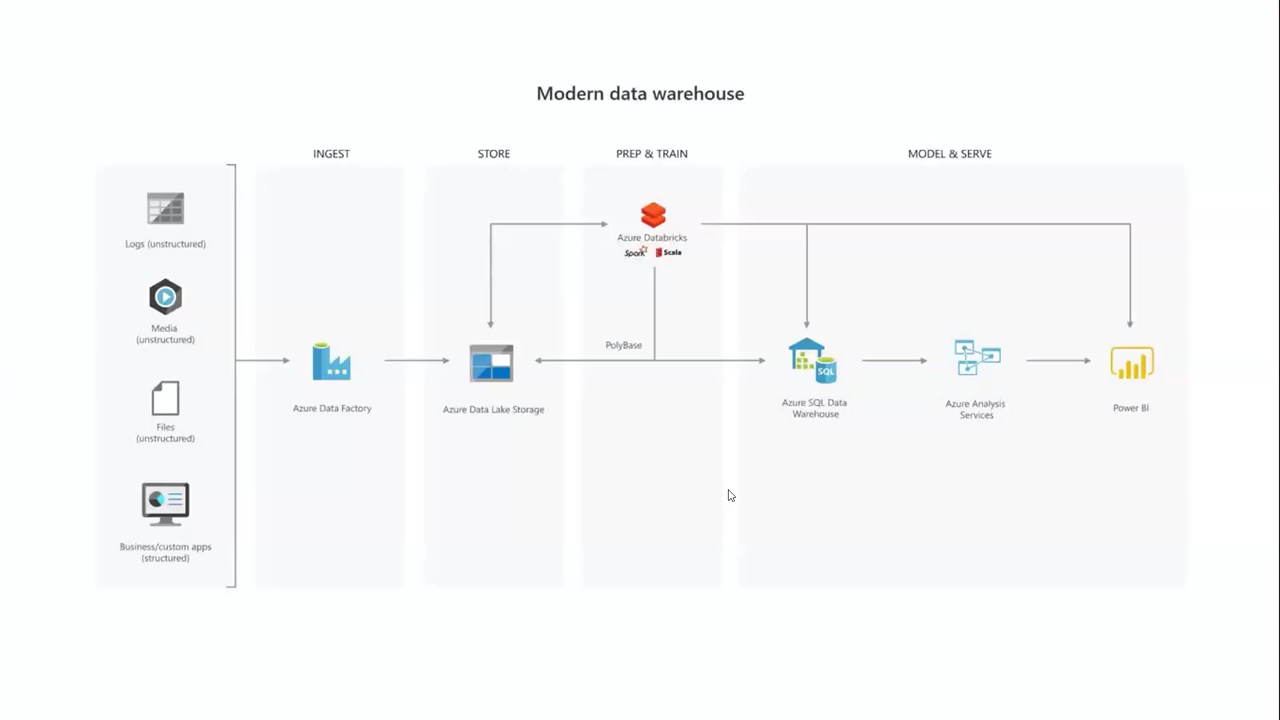 Modern data warehouse
INGEST
STORE
PREP & TRAIN
MODEL & SERVE
Logs (unstructured)
Media
(unstructured)
Files
(unstructured)
Business/custom apps
(structured)
Azure Data Factory
Azure Data Lake Storage
Azure Databricks
Spark
Scala
PolyBase
SQL
Azure SQL Data
Warehouse
Azure Analysis
Services
Power BI